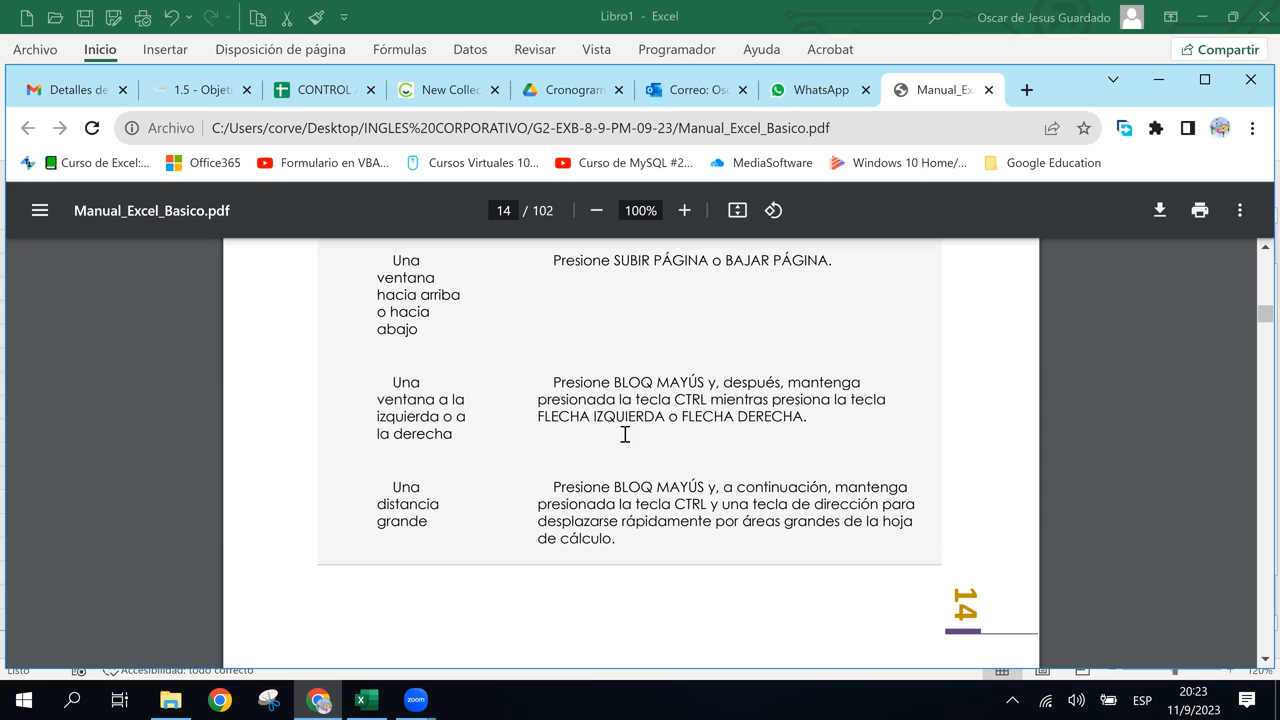 Libro1 - Excel
Oscar de Jesus Guardado
Archivo Inicio Insertar Disposición de página Fórmulas Datos Revisar Vista Programador Ayuda Acrobat Compartir
Detalles de
1.5 - Objeti
CONTROL A
New Collec
Cronogram
Correo: Osc
WhatsApp
Manual_Exc
Archivo C:/Users/corve/Desktop/INGLES%20CORPORATIVO/G2-EXB-8-9-PM-09-23/Manual_Excel_Basico.pdf
Curso de Excel:... Office365 Formulario en VBA... Cursos Virtuales 10... Curso de MySQL #2... MediaSoftware Windows 10 Home/... Google Education
Manual_Excel_Basico.pdf 14 / 102 100%
Una
ventana
hacia arriba
o hacia
abajo
Presione SUBIR PÁGINA o BAJAR PÁGINA.
Una
ventana a la
izquierda o a
la derecha
Presione BLOQ MAYÚS y, después, mantenga
presionada la tecla CTRL mientras presiona la tecla
FLECHA IZQUIERDA o FLECHA DERECHA.
Una
distancia
grande
Presione BLOQ MAYÚS y, a continuación, mantenga
presionada la tecla CTRL y una tecla de dirección para
desplazarse rápidamente por áreas grandes de la hoja
de cálculo.
14
Listo Accesibilidad: todo correcto 120%
zoom
ESP
20:23
11/9/2023